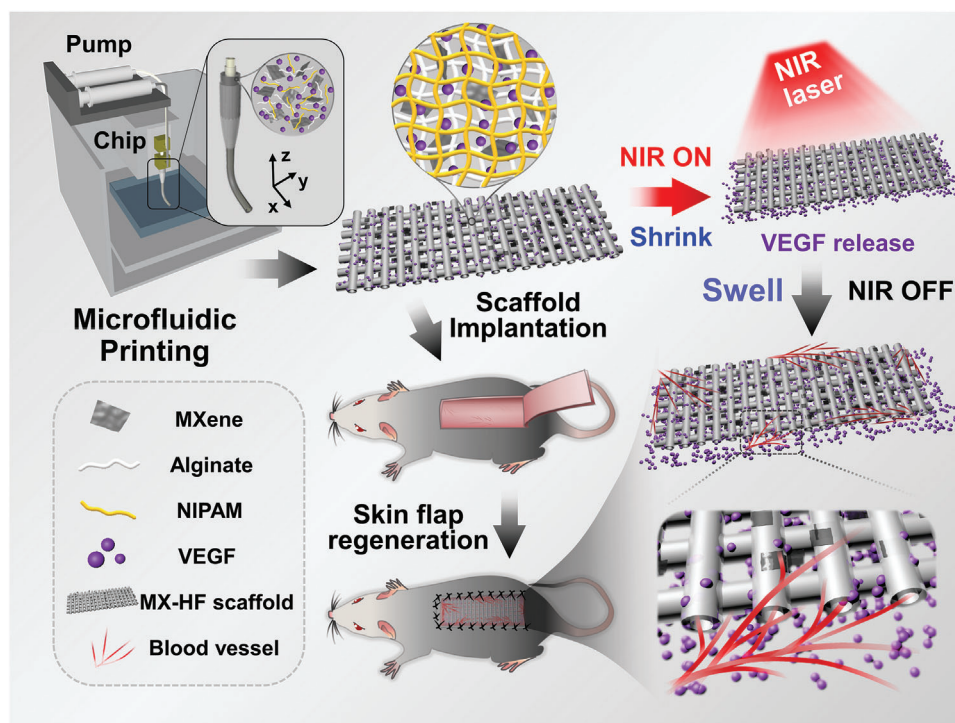 Pump
Chip
z
y
x
Microfluidic
Printing
NIR
laser
NIR ON
Shrink
VEGF release
Swell
NIR OFF
Scaffold
Implantation
Skin flap
regeneration
MXene
Alginate
NIPAM
VEGF
MX-HF scaffold
Blood vessel